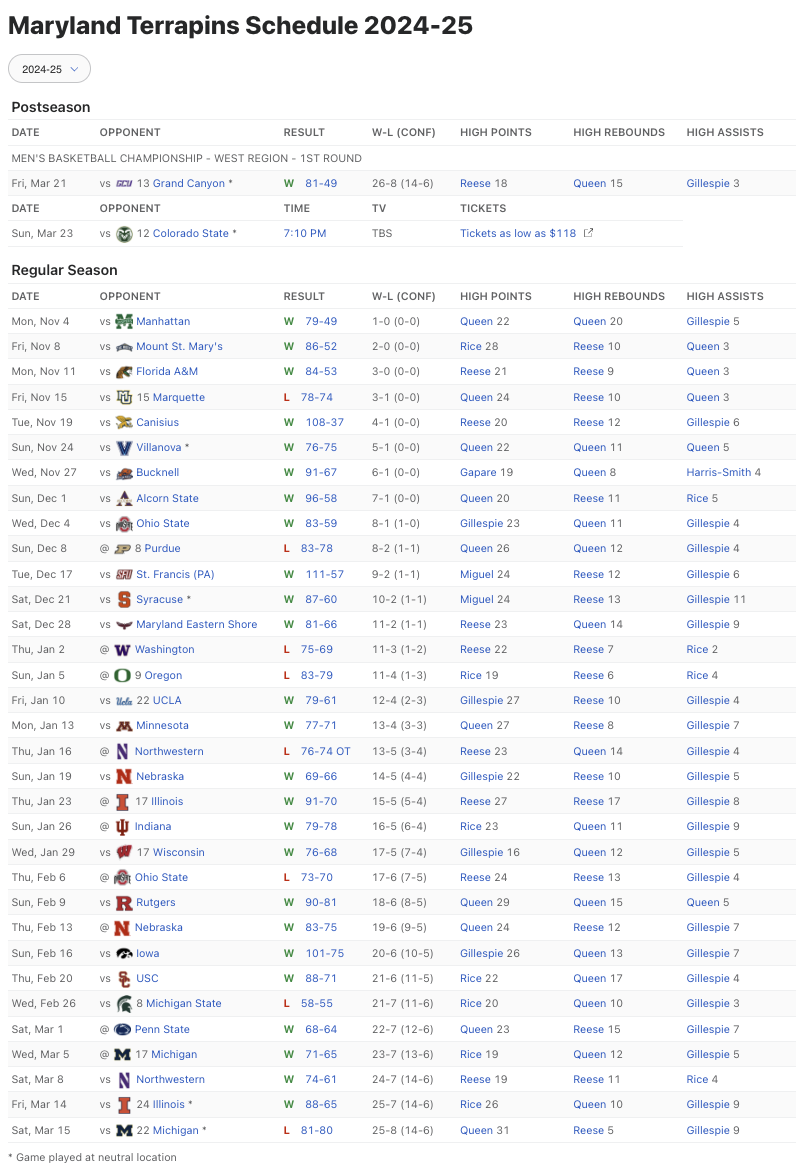 Maryland Terrapins Schedule 2024-25
2024-25
Postseason
DATE OPPONENT RESULT W-L (CONF) HIGH POINTS HIGH REBOUNDS HIGH ASSISTS
MEN'S BASKETBALL CHAMPIONSHIP - WEST REGION - 1ST ROUND
Fri, Mar 21 vs GCU 13 Grand Canyon * W 81-49 26-8 (14-6) Reese 18 Queen 15 Gillespie 3
DATE OPPONENT TIME TV TICKETS
Sun, Mar 23 vs 12 Colorado State * 7:10 PM TBS Tickets as low as $118
Regular Season
DATE OPPONENT RESULT W-L (CONF) HIGH POINTS HIGH REBOUNDS HIGH ASSISTS
Mon, Nov 4 vs M Manhattan W 79-49 1-0 (0-0) Queen 22 Queen 20 Gillespie 5
Fri, Nov 8 vs Mount St. Mary's W 86-52 2-0 (0-0) Rice 28 Reese 10 Queen 3
Mon, Nov 11 vs Florida A&M W 84-53 3-0 (0-0) Reese 21 Reese 9 Queen 3
Fri, Nov 15 vs MU 15 Marquette L 78-74 3-1 (0-0) Queen 24 Reese 10 Queen 3
Tue, Nov 19 vs Canisius W 108-37 4-1 (0-0) Reese 20 Reese 12 Gillespie 6
Sun, Nov 24 vs V Villanova * W 76-75 5-1 (0-0) Queen 22 Queen 11 Queen 5
Wed, Nov 27 vs Bucknell W 91-67 6-1 (0-0) Gapare 19 Queen 8 Harris-Smith 4
Sun, Dec 1 vs A Alcorn State W 96-58 7-1 (0-0) Queen 20 Reese 11 Rice 5
Wed, Dec 4 vs Ohio State W 83-59 8-1 (1-0) Gillespie 23 Queen 11 Gillespie 4
Sun, Dec 8 @ P 8 Purdue L 83-78 8-2 (1-1) Queen 26 Queen 12 Gillespie 4
Tue, Dec 17 vs SFU St. Francis (PA) W 111-57 9-2 (1-1) Miguel 24 Reese 12 Gillespie 6
Sat, Dec 21 vs S Syracuse * W 87-60 10-2 (1-1) Miguel 24 Reese 13 Gillespie 11
Sat, Dec 28 vs Maryland Eastern Shore W 81-66 11-2 (1-1) Reese 23 Queen 14 Gillespie 9
Thu, Jan 2 @ W Washington L 75-69 11-3 (1-2) Reese 22 Reese 7 Rice 2
Sun, Jan 5 @ O 9 Oregon L 83-79 11-4 (1-3) Rice 19 Reese 6 Rice 4
Fri, Jan 10 vs Ucla 22 UCLA W 79-61 12-4 (2-3) Gillespie 27 Reese 10 Gillespie 4
Mon, Jan 13 vs M Minnesota W 77-71 13-4 (3-3) Queen 27 Reese 8 Gillespie 7
Thu, Jan 16 @ N Northwestern L 76-74 OT 13-5 (3-4) Reese 23 Queen 14 Gillespie 4
Sun, Jan 19 vs N Nebraska W 69-66 14-5 (4-4) Gillespie 22 Reese 10 Gillespie 5
Thu, Jan 23 @ I 17 Illinois W 91-70 15-5 (5-4) Reese 27 Reese 17 Gillespie 8
Sun, Jan 26 @ Indiana W 79-78 16-5 (6-4) Rice 23 Queen 11 Gillespie 9
Wed, Jan 29 vs W 17 Wisconsin W 76-68 17-5 (7-4) Gillespie 16 Queen 12 Gillespie 5
Thu, Feb 6 @ Ohio State L 73-70 17-6 (7-5) Reese 24 Reese 13 Gillespie 4
Sun, Feb 9 vs R Rutgers W 90-81 18-6 (8-5) Queen 29 Queen 15 Queen 5
Thu, Feb 13 @ N Nebraska W 83-75 19-6 (9-5) Queen 24 Reese 12 Gillespie 7
Sun, Feb 16 vs Iowa W 101-75 20-6 (10-5) Gillespie 26 Queen 13 Gillespie 7
Thu, Feb 20 vs SC USC W 88-71 21-6 (11-5) Rice 22 Queen 17 Gillespie 4
Wed, Feb 26 vs 8 Michigan State L 58-55 21-7 (11-6) Rice 20 Queen 10 Gillespie 3
Sat, Mar 1 @ Penn State W 68-64 22-7 (12-6) Queen 23 Reese 15 Gillespie 7
Wed, Mar 5 @ M 17 Michigan W 71-65 23-7 (13-6) Rice 19 Queen 12 Gillespie 5
Sat, Mar 8 vs N Northwestern W 74-61 24-7 (14-6) Reese 19 Reese 11 Rice 4
Fri, Mar 14 vs I 24 Illinois * W 88-65 25-7 (14-6) Rice 26 Queen 10 Gillespie 9
Sat, Mar 15 vs M 22 Michigan * L 81-80 25-8 (14-6) Queen 31 Reese 5 Gillespie 9
* Game played at neutral location